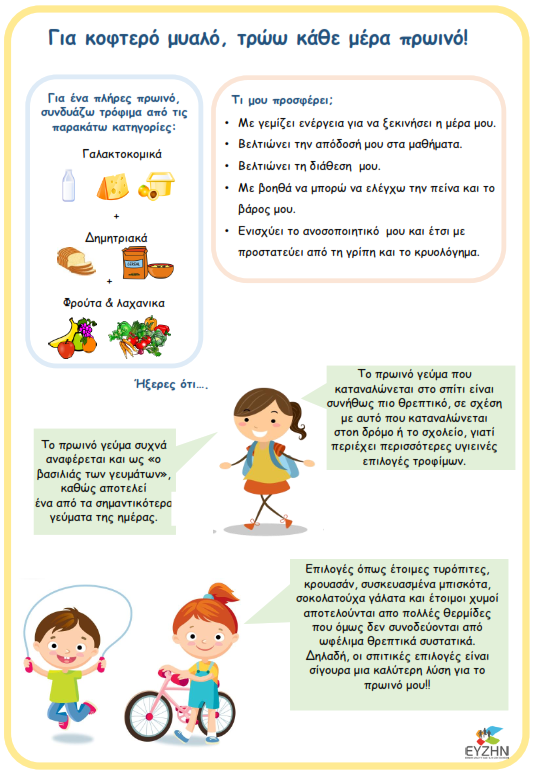 Για κοφτερό μυαλό, τρώω κάθε μέρα πρωινό!
Για ένα πλήρες πρωινό,
συνδυάζω τρόφιμα από τις
παρακάτω κατηγορίες:
Γαλακτοκομικά
+
Δημητριακά
CEREAL
+
Φρούτα & λαχανικα
Τι μου προσφέρει;
• Με γεμίζει ενέργεια για να ξεκινήσει η μέρα μου.
• Βελτιώνει την απόδοσή μου στα μαθήματα.
• Βελτιώνει τη διάθεση μου.
• Με βοηθά να μπορώ να ελέγχω την πείνα και το
βάρος μου.
• Ενισχύει το ανοσοποιητικό μου και έτσι με
προστατεύει από τη γρίπη και το κρυολόγημα.
Ήξερες ότι….
Το πρωινό γεύμα που
καταναλώνεται στο σπίτι είναι
συνήθως πιο θρεπτικό, σε σχέση
με αυτό που καταναλώνεται
στοι δρόμο ή το σχολείο, γιατί
περιέχει περισσότερες υγιεινές
επιλογές τροφίμων.
Το πρωινό γεύμα συχνά
αναφέρεται και ως «ο
βασιλιάς των γευμάτων»,
καθώς αποτελεί
ένα από τα σημαντικότερα
γεύματα της ημέρας.
Επιλογές όπως έτοιμες τυρόπιτες,
κρουασάν, συσκευασμένα μπισκότα,
σοκολατούχα γάλατα και έτοιμοι χυμοί
αποτελούνται απο πολλές θερμίδες
που όμως δεν συνοδεύονται από
ωφέλιμα θρεπτικά συστατικά.
Δηλαδή, οι σπιτικές επιλογές είναι
σίγουρα μια καλύτερη λύση για το
πρωινό μου!!
ΕΥΖΗΝ